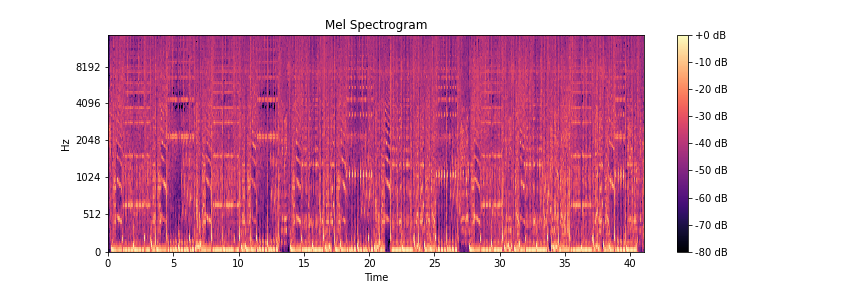 Mel Spectrogram
8192
4096
2048
1024
512
0
Hz
0 5 10 15 20 25 30 35 40
Time
+0 dB
-10 dB
-20 dB
-30 dB
-40 dB
-50 dB
-60 dB
-70 dB
-80 dB